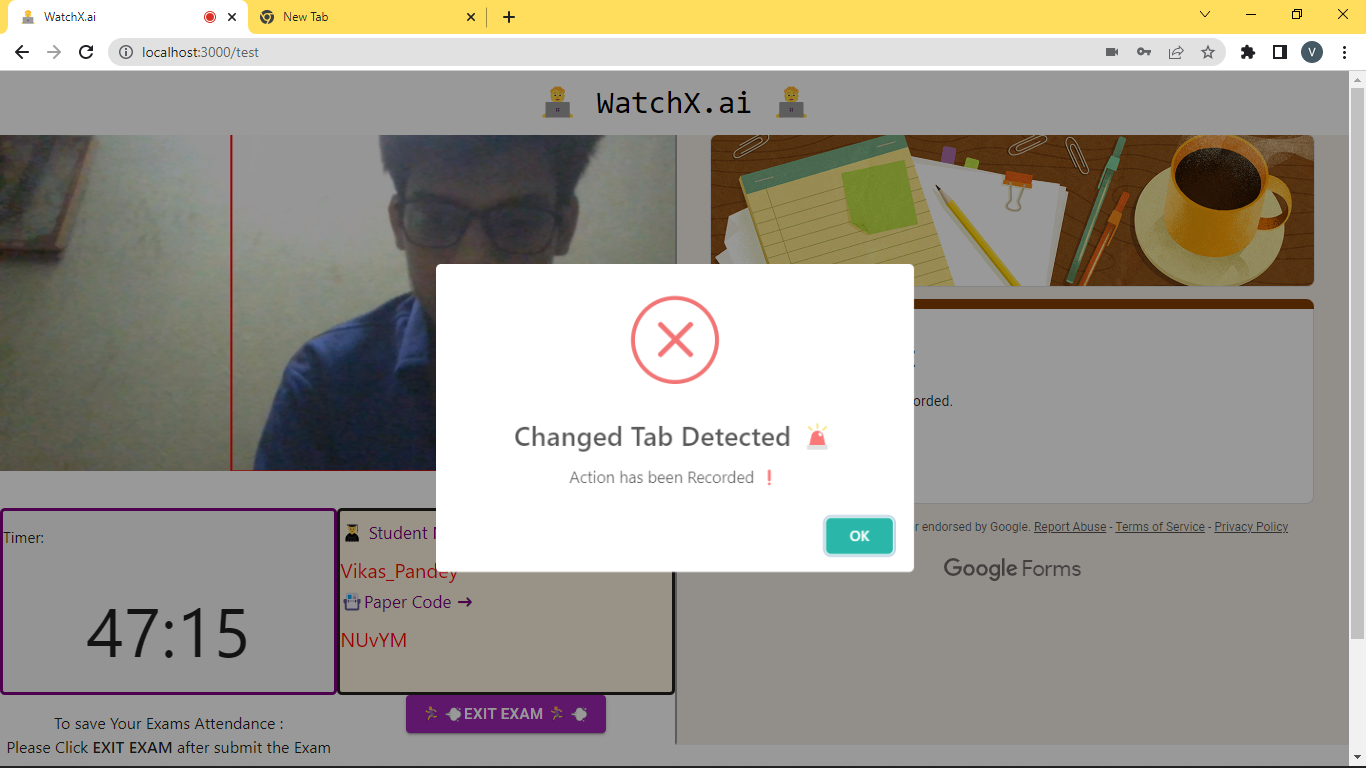 WatchX.ai
New Tab
localhost:3000/test
V
WatchX.ai
Changed Tab Detected
Action has been Recorded ❗
OK
orded.
endorsed by Google. Report Abuse - Terms of Service - Privacy Policy
Google Forms
Timer:
47:15
Student
Vikas_Pandey
Paper Code →
NUvYM
To save Your Exams Attendance :
Please Click EXIT EXAM after submit the Exam
EXIT EXAM